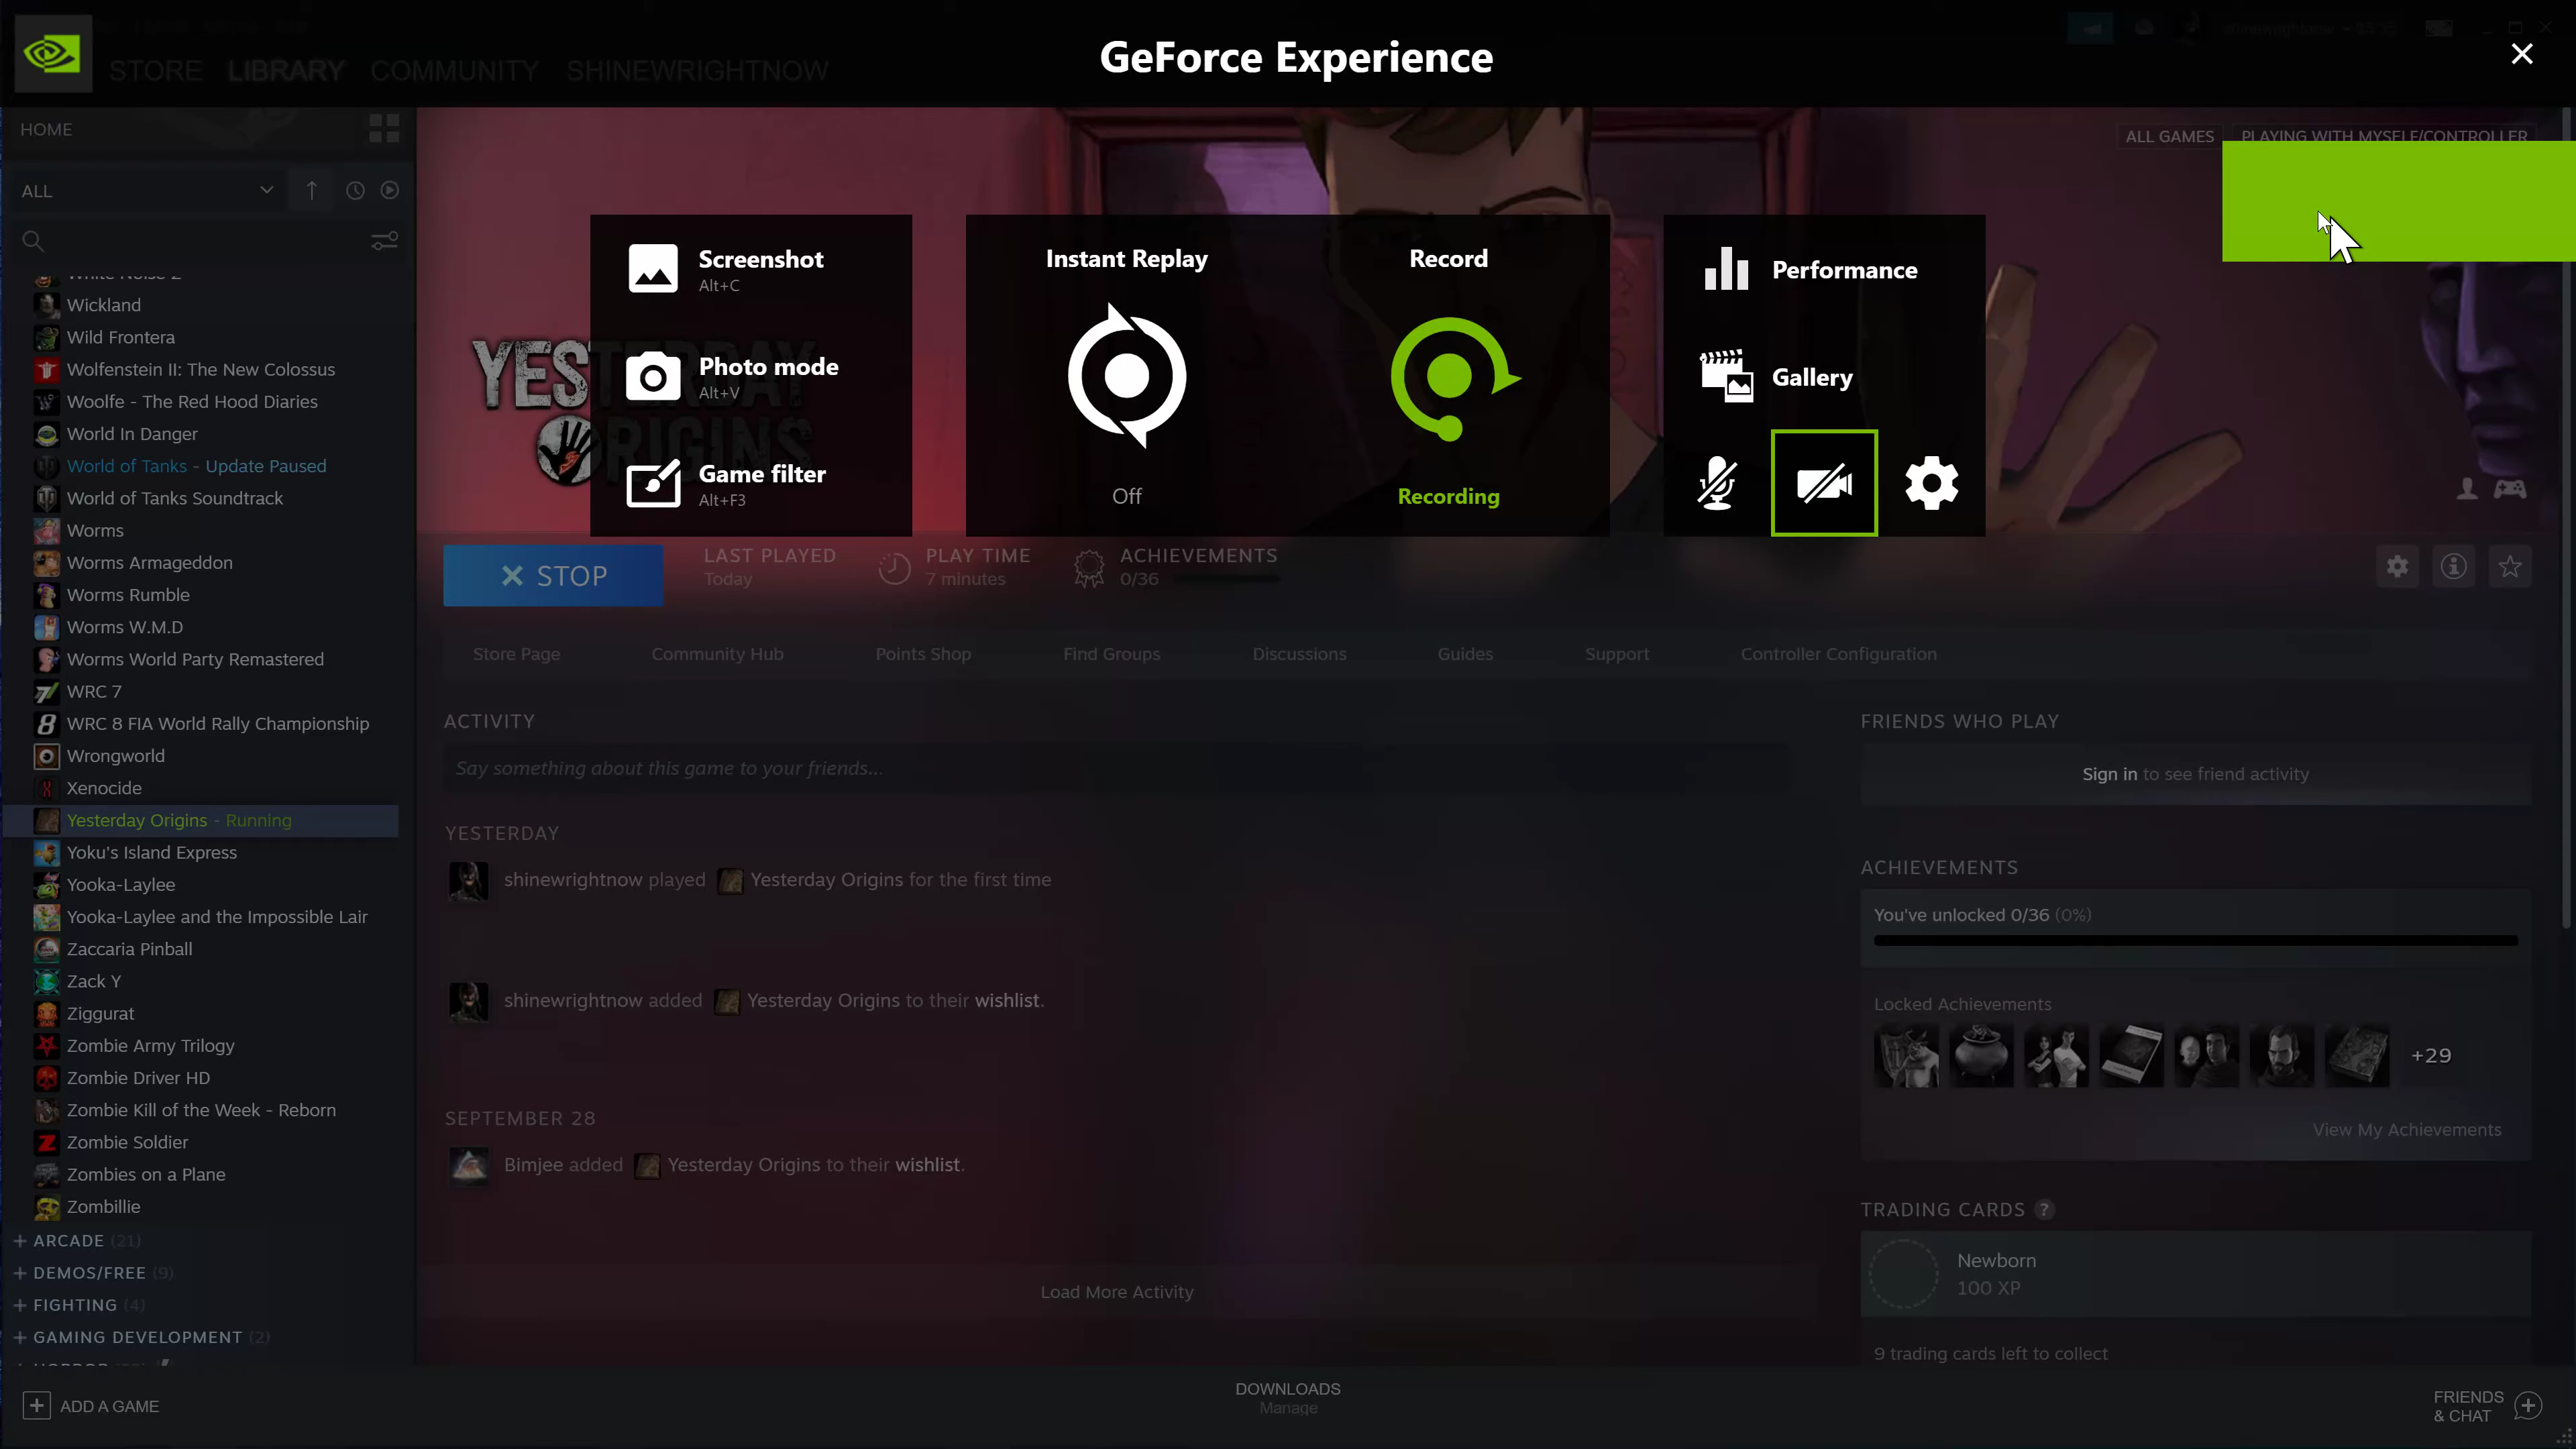 GeForce Experience
STORE LIBRARY COMMUNITY SHINEWRIGHTNOW
HOME
ALL GAMES PLAYING WITH MYSELF/CONTROLLER
ALL
Screenshot
Alt+C
Photo mode
Alt+V
Game filter
Alt+F3
Instant Replay
Off
Record
Recording
Performance
Gallery
YESTERDAY
ORIGINS
White Noise 2
Wickland
Wild Frontera
Wolfenstein II: The New Colossus
Woolfe - The Red Hood Diaries
World In Danger
World of Tanks - Update Paused
World of Tanks Soundtrack
Worms
Worms Armageddon
Worms Rumble
Worms W.M.D
Worms World Party Remastered
WRC 7
WRC 8 FIA World Rally Championship
Wrongworld
Xenocide
Yesterday Origins - Running
Yoku's Island Express
Yooka-Laylee
Yooka-Laylee and the Impossible Lair
Zaccaria Pinball
Zack Y
Ziggurat
Zombie Army Trilogy
Zombie Driver HD
Zombie Kill of the Week - Reborn
Zombie Soldier
Zombies on a Plane
Zombillie
ARCADE (21)
DEMOS/FREE (9)
FIGHTING (4)
GAMING DEVELOPMENT (2)
STOP
LAST PLAYED
Today
PLAY TIME
7 minutes
ACHIEVEMENTS
0/36
Store Page Community Hub Points Shop Find Groups Discussions Guides Support Controller Configuration
ACTIVITY
Say something about this game to your friends...
YESTERDAY
shinewrightnow played Yesterday Origins for the first time
shinewrightnow added Yesterday Origins to their wishlist.
SEPTEMBER 28
Bimjee added Yesterday Origins to their wishlist.
Load More Activity
FRIENDS WHO PLAY
Sign in to see friend activity
ACHIEVEMENTS
You've unlocked 0/36 (0%)
Locked Achievements
+29
View My Achievements
TRADING CARDS ?
Newborn
100 XP
9 trading cards left to collect
ADD A GAME
DOWNLOADS
Manage
FRIENDS
& CHAT